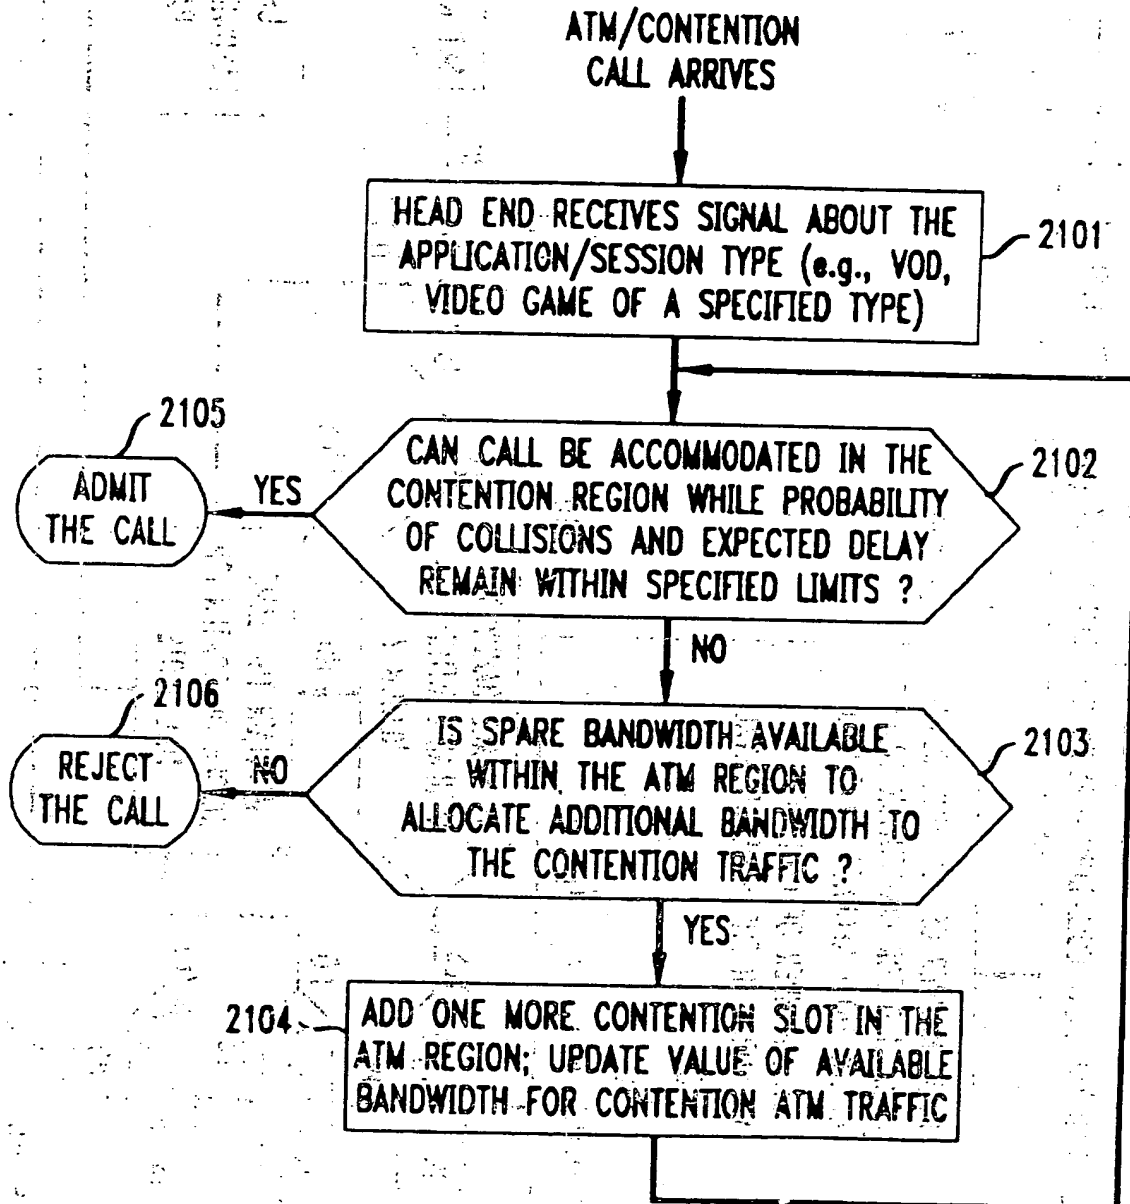 ATM/CONTENTION
CALL ARRIVES
HEAD END RECEIVES SIGNAL ABOUT THE
APPLICATION/SESSION TYPE (e.g., VOD,
VIDEO GAME OF A SPECIFIED TYPE)
2101
2105
ADMIT
THE CALL
YES
CAN CALL BE ACCOMMODATED IN THE
CONTENTION REGION WHILE PROBABILITY
OF COLLISIONS AND EXPECTED DELAY
REMAIN WITHIN SPECIFIED LIMITS ?
2102
NO
2106
REJECT
THE CALL
NO
IS SPARE BANDWIDTH AVAILABLE
WITHIN THE ATM REGION TO
ALLOCATE ADDITIONAL BANDWIDTH TO
THE CONTENTION TRAFFIC ?
2103
YES
2104
ADD ONE MORE CONTENTION SLOT IN THE
ATM REGION; UPDATE VALUE OF AVAILABLE
BANDWIDTH FOR CONTENTION ATM TRAFFIC